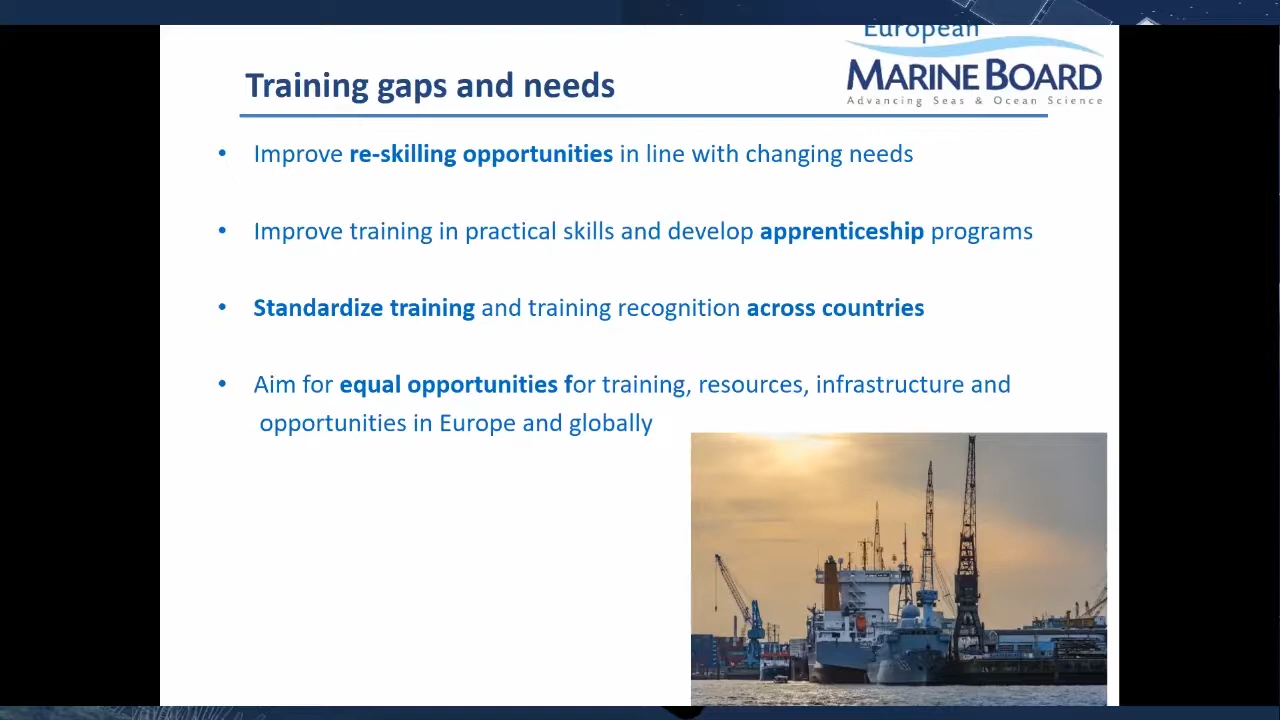 European
MARINE BOARD
Advancing Seas & Ocean Science
Training gaps and needs
• Improve re-skilling opportunities in line with changing needs
• Improve training in practical skills and develop apprenticeship programs
• Standardize training and training recognition across countries
• Aim for equal opportunities for training, resources, infrastructure and
opportunities in Europe and globally